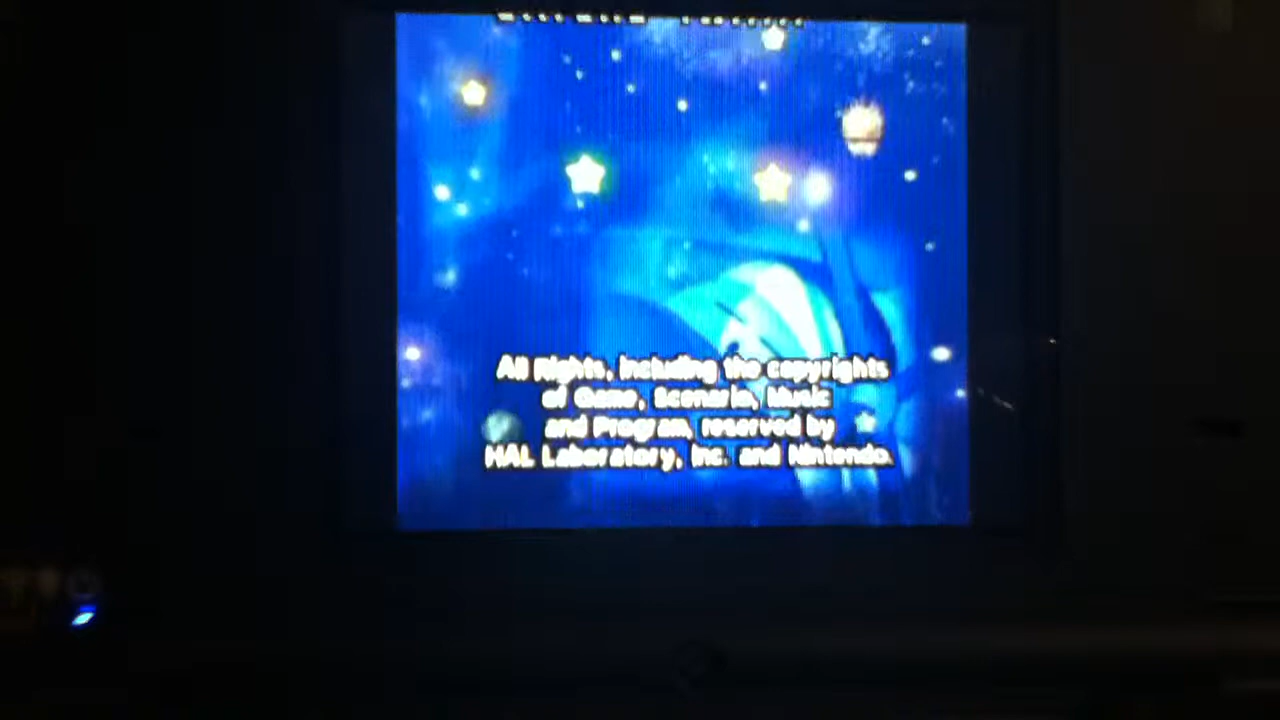 All Rights, including the copyrights
of Game, Scenario, Music
and Program, reserved by
HAL Laboratory, Inc. and Nintendo.